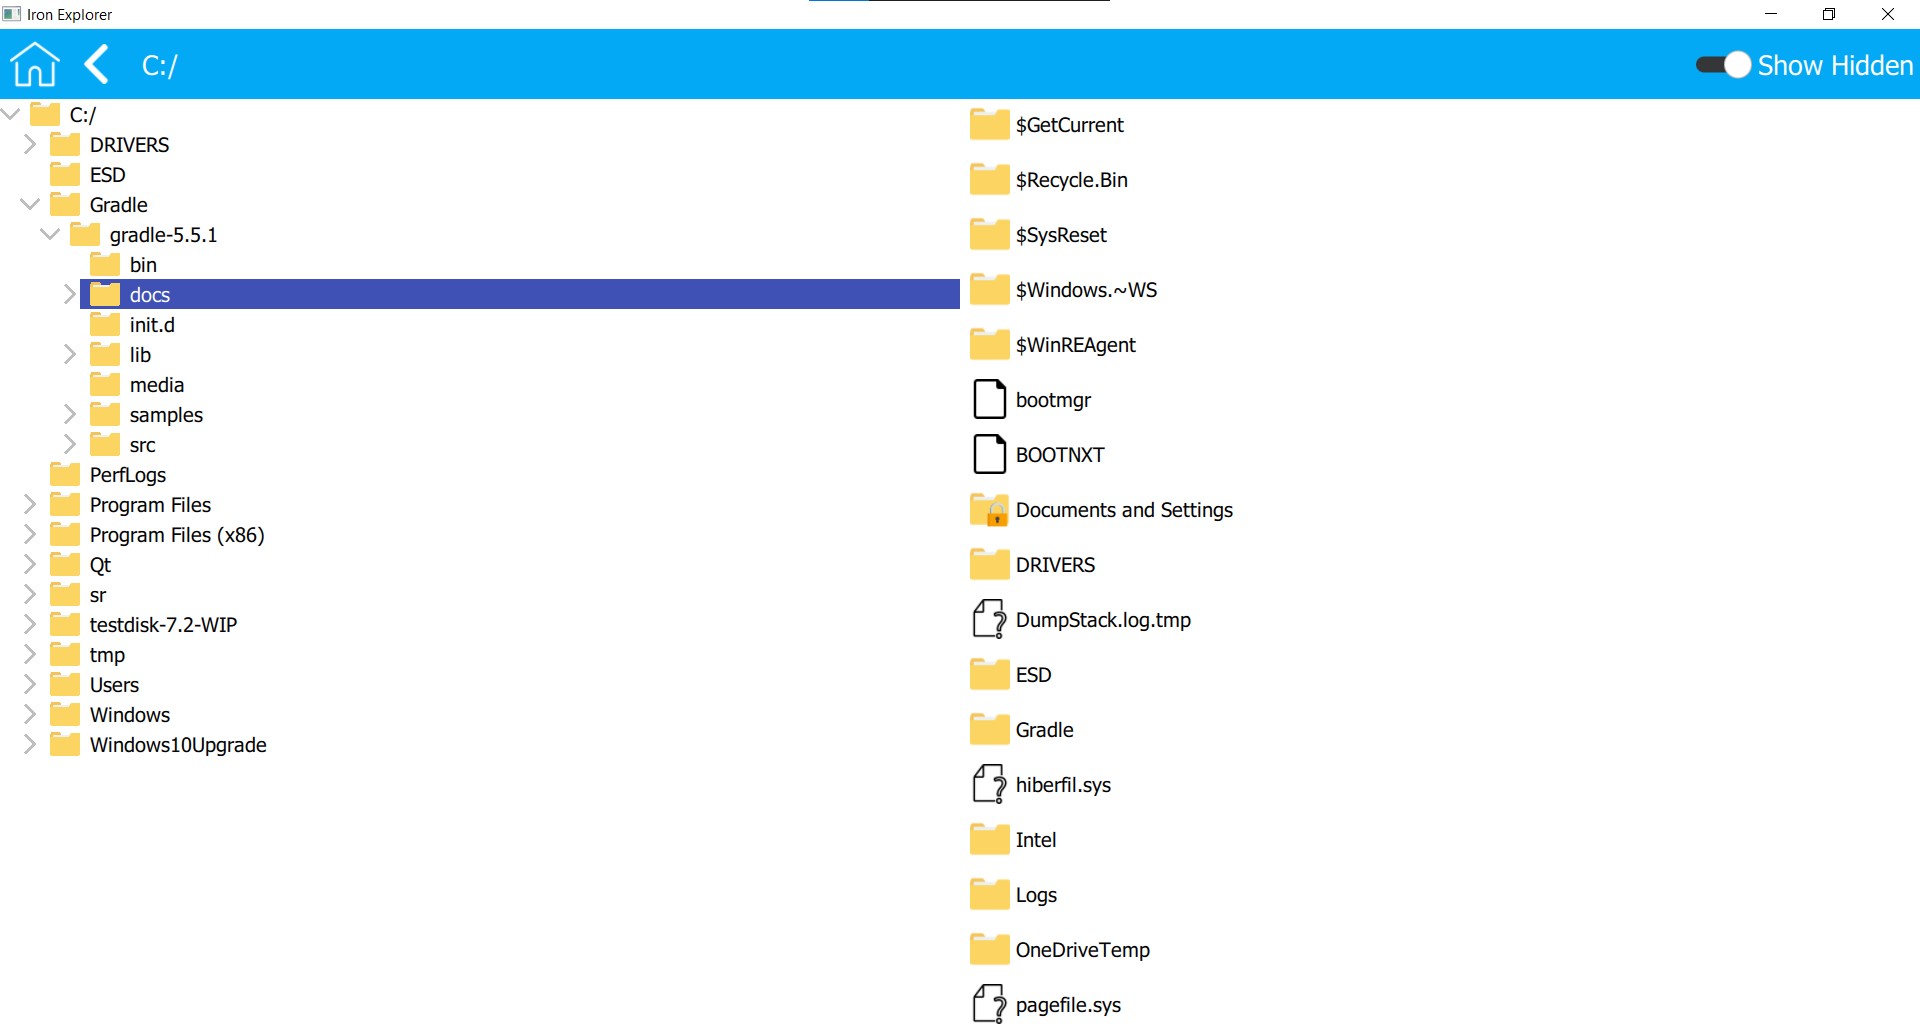 Iron Explorer
C:/
Show Hidden
C:/
DRIVERS
ESD
Gradle
gradle-5.5.1
bin
docs
init.d
lib
media
samples
src
PerfLogs
Program Files
Program Files (x86)
Qt
sr
testdisk-7.2-WIP
tmp
Users
Windows
Windows10Upgrade
$GetCurrent
$Recycle.Bin
$SysReset
$Windows.~WS
$WinREAgent
bootmgr
BOOTNXT
Documents and Settings
DRIVERS
DumpStack.log.tmp
ESD
Gradle
hiberfil.sys
Intel
Logs
OneDriveTemp
pagefile.sys